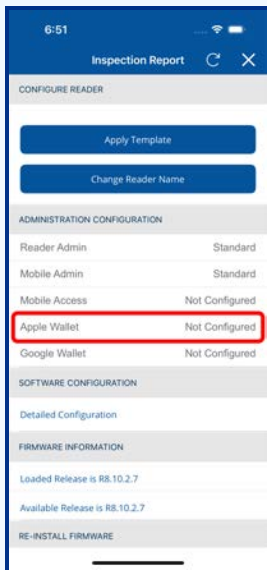 6:51
Inspection Report
CONFIGURE READER
Apply Template
Change Reader Name
ADMINISTRATION CONFIGURATION
Reader Admin Standard
Mobile Admin Standard
Mobile Access Not Configured
Apple Wallet Not Configured
Google Wallet Not Configured
SOFTWARE CONFIGURATION
Detailed Configuration
FIRMWARE INFORMATION
Loaded Release is R8.10.2.7
Available Release is R8.10.2.7
RE-INSTALL FIRMWARE